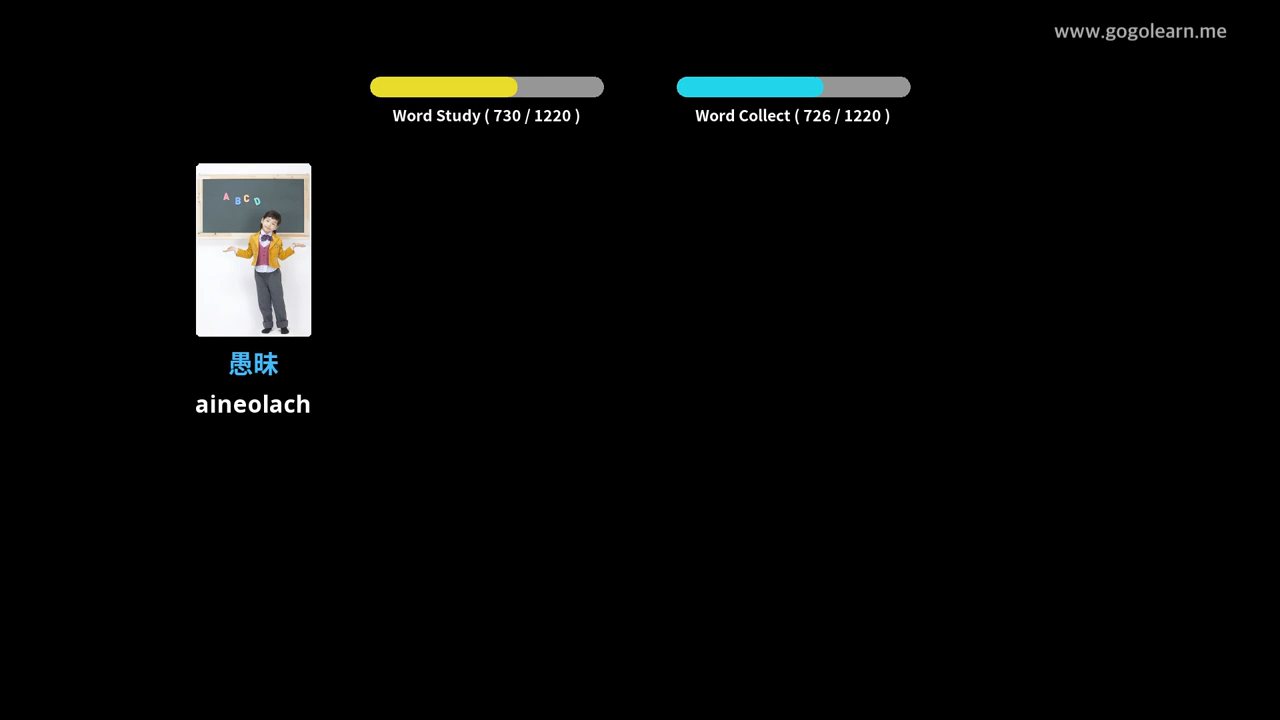 www.gogolearn.me
Word Study ( 730 / 1220 )
Word Collect ( 726 / 1220 )
A B C D
愚昧
aineolach